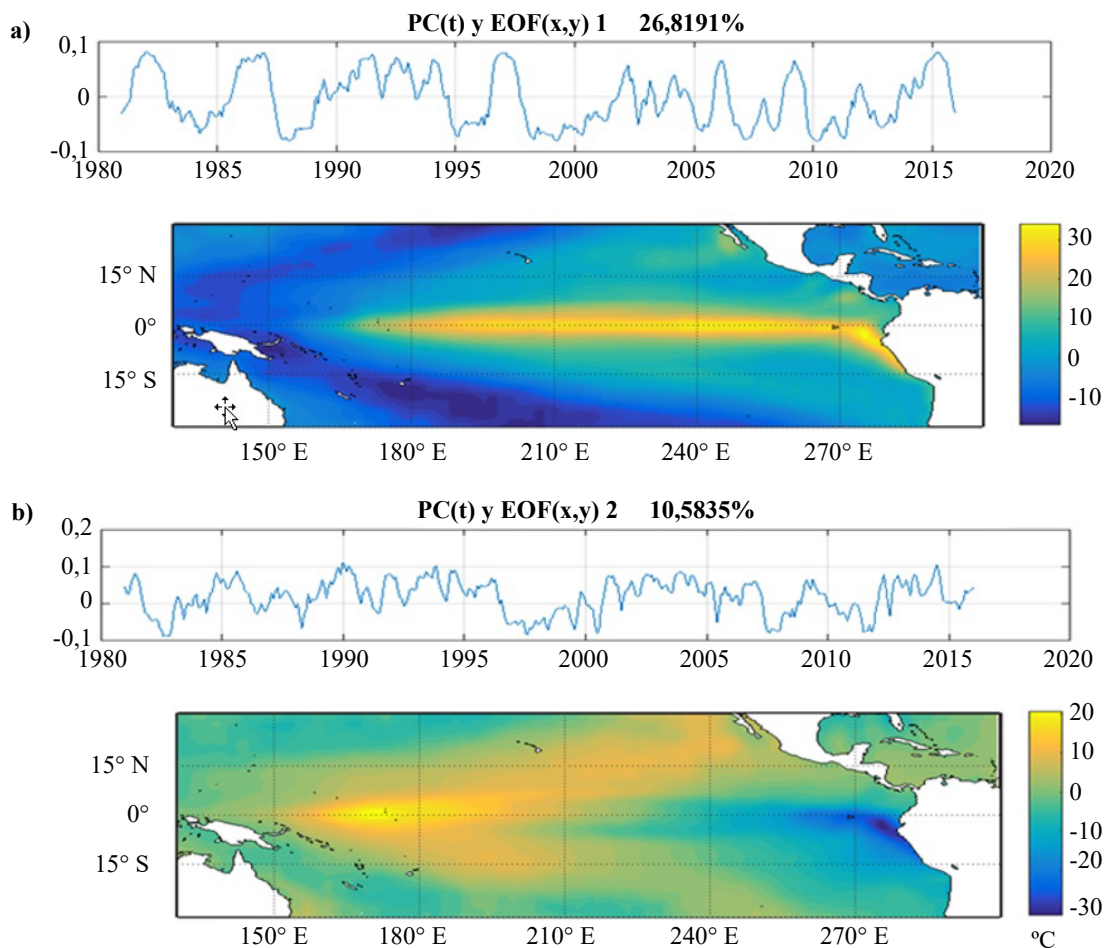 a)
PC(t) y EOF(x,y) 1 26,8191%
0,1
0
-0,1
1980 1985 1990 1995 2000 2005 2010 2015 2020
30
20
10
0
-10
15° N
0°
15° S
150° E 180° E 210° E 240° E 270° E
b)
PC(t) y EOF(x,y) 2 10,5835%
0,2
0,1
0
-0,1
1980 1985 1990 1995 2000 2005 2010 2015 2020
20
10
0
-10
-20
-30
15° N
0°
15° S
150° E 180° E 210° E 240° E 270° E
ºC